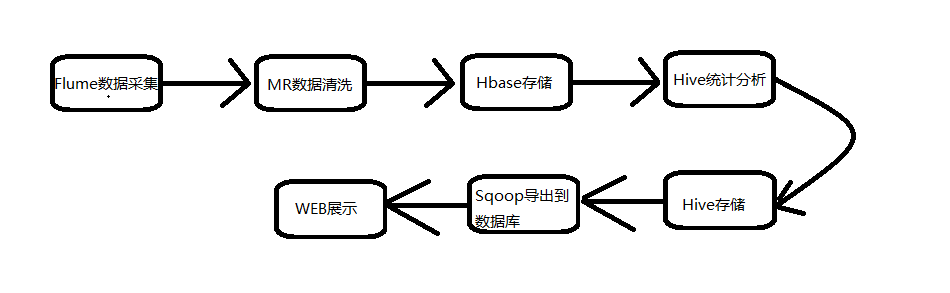 Flume数据采集
MR数据清洗
Hbase存储
Hive统计分析
Hive存储
Sqoop导出到
数据库
WEB展示